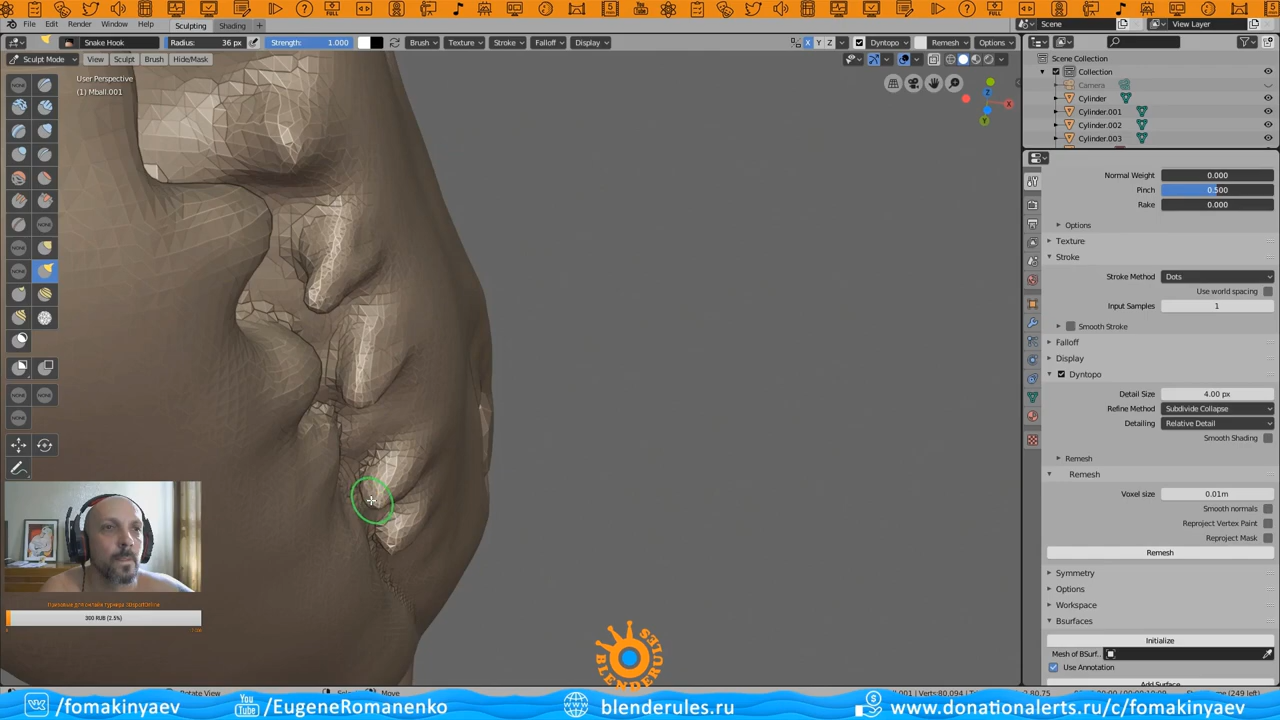 File Edit Render Window Help Sculpting Shading + Scene View Layer
Snake Hook Radius: 36 px Strength: 1.000 Brush Texture Stroke Falloff Display X Y Z Dyntopo Remesh Options
Sculpt Mode View Sculpt Brush Hide/Mask
User Perspective
(1) Mball.001
Scene Collection
Collection
Camera
Cylinder
Cylinder.001
Cylinder.002
Cylinder.003
Normal Weight 0.000
Pinch 0.500
Rake 0.000
Options
Texture
Stroke
Stroke Method Dots
Use world spacing
Input Samples 1
Smooth Stroke
Falloff
Display
Dyntopo
Detail Size 4.00 px
Refine Method Subdivide Collapse
Detailing Relative Detail
Smooth Shading
Remesh
Remesh
Voxel size 0.01m
Smooth normals
Reproject Vertex Paint
Reproject Mask
Remesh
Symmetry
Options
Workspace
Bsurfaces
Initialize
Mesh of BSurf..
Use Annotation
300 RUB (2.5%)
BLENDERULES
/fomakinyaev
You Tube /EugeneRomanenko
blenderules.ru
www.donationalerts.ru/c/fomakinyaev